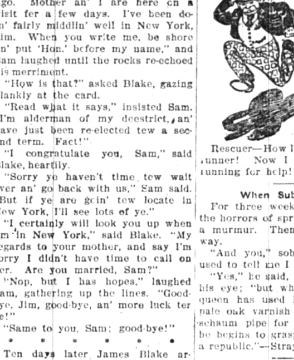 ago. Mother an' I are here on a
visit for a few days. I've been do-
in' fairly middlin' well in New York,
Jim. When you write me, be shore
an' put 'Hon.' before my name," and
Sam laughed until the rocks re-echoed
his merriment.
"How is that?" asked Blake, gazing
blankly at the card.
"Read what it says," insisted Sam.
"I'm alderman of my deestrict, an'
have just been re-elected tew a sec-
ond term. Fact!"
"I congratulate you, Sam," said
Blake, heartily.
"Sorry ye haven't time tew wait
over an' go back with us," Sam said.
"But if ye are goin' tew locate in
New York, I'll see lots of ye."
"I certainly will look you up when
I'm in New York," said Blake. "My
regards to your mother, and say I'm
sorry I didn't have time to call on
her. Are you married, Sam?"
"Nop, but I has hopes," laughed
Sam, gathering up the lines. "Good-
bye, Jim, good-bye, an' more luck ter
ye!"
"Same to you, Sam; good-bye!"
* * * * *
Ten days later James Blake ar-
Rescuer—How
runner! Now I
running for help!
When Sub
For three week
the horrors of spr
a murmur. Then
way.
"And you," sob
used to tell me I
"Yes," he said,
his eye; "but wh
queen has used
pale oak varnish
schaum pipe for
he begins to grasp
a republic."—Stra